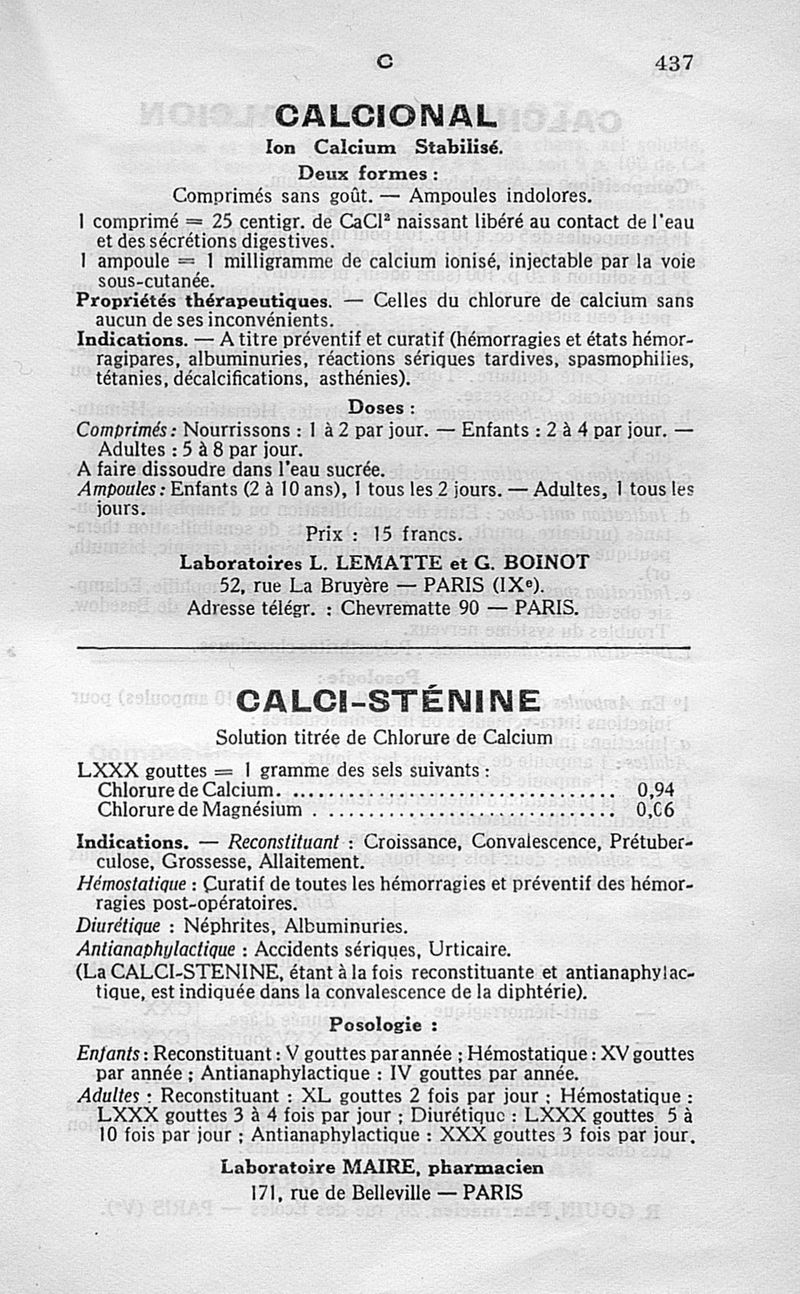 C
437
CALCIONAL
Ion Calcium Stabilisé.
Deux formes :
Comprimés sans goût. — Ampoules indolores.
1 comprimé = 25 centigr. de CaCl² naissant libéré au contact de l'eau
et des sécrétions digestives.
1 ampoule = 1 milligramme de calcium ionisé, injectable par la voie
sous-cutanée.
Propriétés thérapeutiques. — Celles du chlorure de calcium sans
aucun de ses inconvénients.
Indications. — A titre préventif et curatif (hémorragies et états hémor-
ragipares, albuminuries, réactions sériques tardives, spasmophilies,
tétanies, décalcifications, asthénies).
Doses :
Comprimés : Nourrissons : 1 à 2 par jour. — Enfants : 2 à 4 par jour. —
Adultes : 5 à 8 par jour.
A faire dissoudre dans l'eau sucrée.
Ampoules : Enfants (2 à 10 ans), 1 tous les 2 jours. — Adultes, 1 tous les
jours.
Prix : 15 francs.
Laboratoires L. LEMATTE et G. BOINOT
52, rue La Bruyère — PARIS (IXe).
Adresse télégr. : Chevrematte 90 — PARIS.
CALCI-STÉNINE
Solution titrée de Chlorure de Calcium
LXXX gouttes = 1 gramme des sels suivants :
Chlorure de Calcium. .................................. 0,94
Chlorure de Magnésium ............................... 0,06
Indications. — Reconstituant : Croissance, Convalescence, Prétuber-
culose, Grossesse, Allaitement.
Hémostatique : Curatif de toutes les hémorragies et préventif des hémor-
ragies post-opératoires.
Diurétique : Néphrites, Albuminuries.
Antianaphylactique : Accidents sériques, Urticaire.
(La CALCI-STENINE, étant à la fois reconstituante et antianaphylac-
tique, est indiquée dans la convalescence de la diphtérie).
Posologie :
Enfants : Reconstituant : V gouttes par année ; Hémostatique : XV gouttes
par année ; Antianaphylactique : IV gouttes par année.
Adultes : Reconstituant : XL gouttes 2 fois par jour ; Hémostatique :
LXXX gouttes 3 à 4 fois par jour ; Diurétique : LXXX gouttes 5 à
10 fois par jour ; Antianaphylactique : XXX gouttes 3 fois par jour.
Laboratoire MAIRE, pharmacien
171, rue de Belleville — PARIS